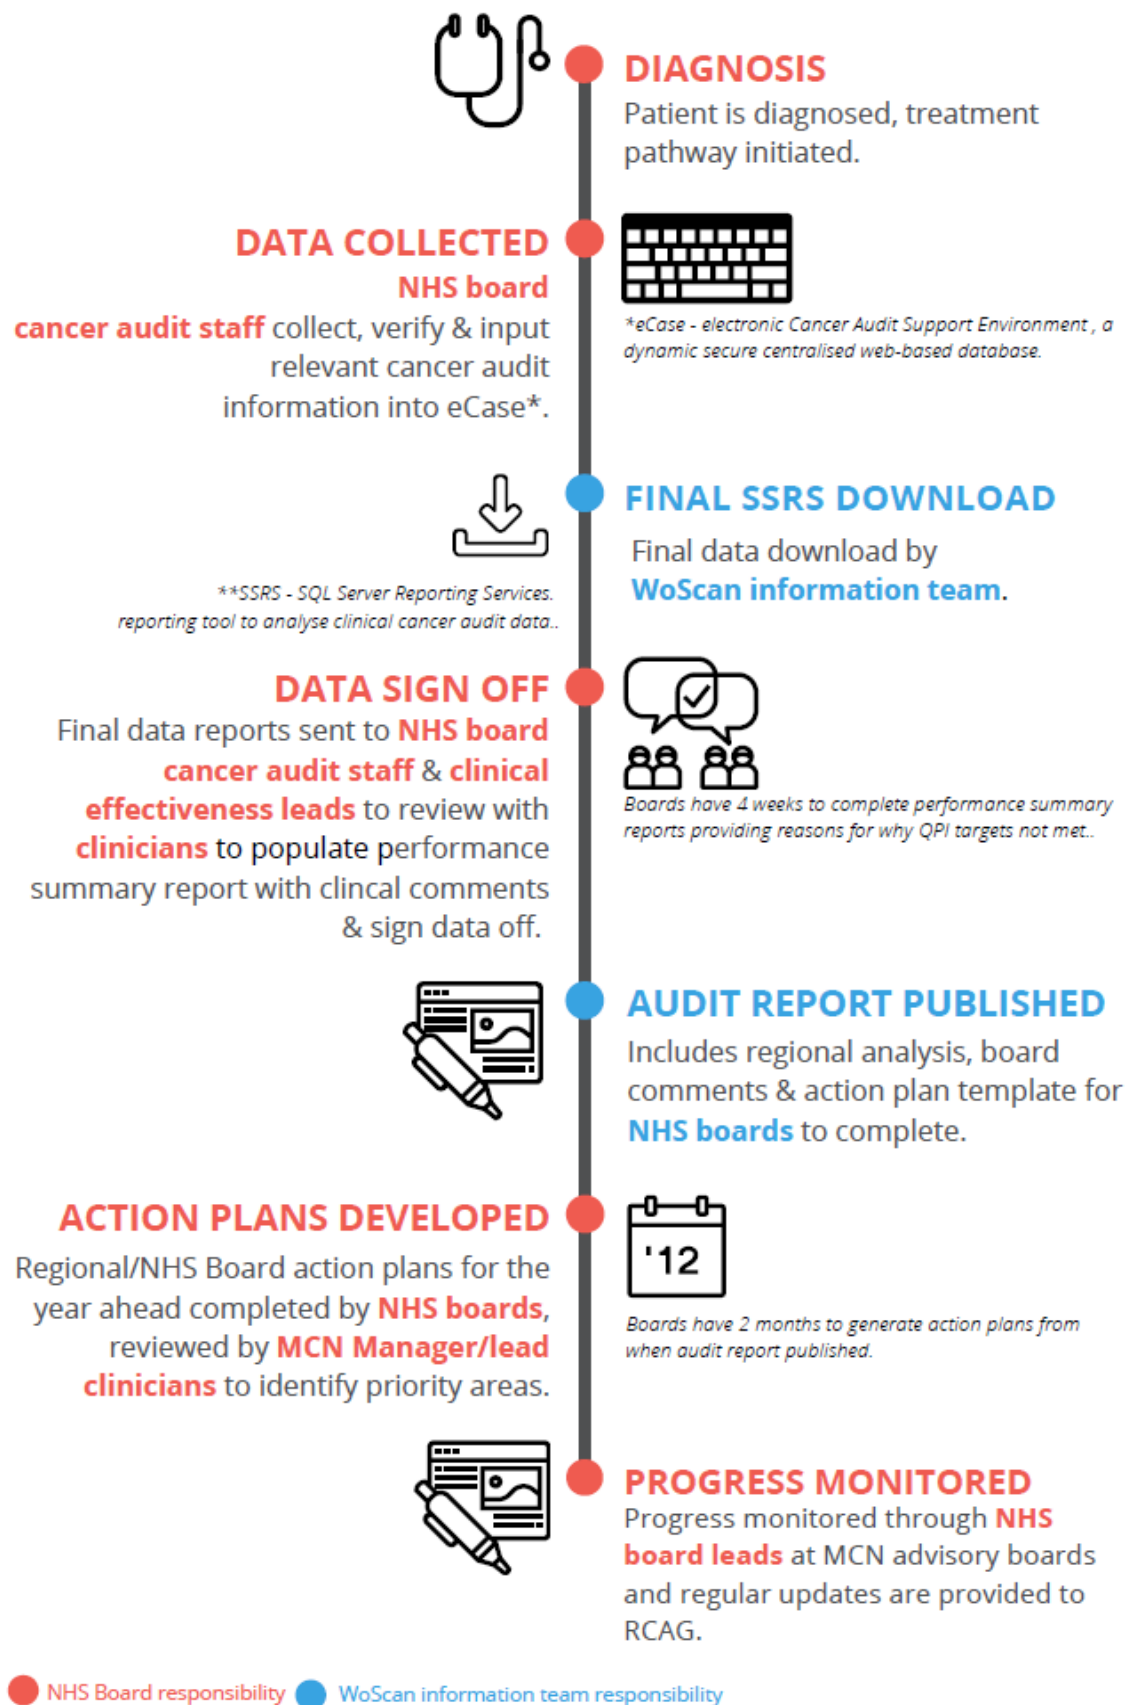 DIAGNOSIS
Patient is diagnosed, treatment
pathway initiated.
DATA COLLECTED
NHS board
cancer audit staff collect, verify & input
relevant cancer audit
information into eCase*.
*eCase - electronic Cancer Audit Support Environment , a
dynamic secure centralised web-based database.
FINAL SSRS DOWNLOAD
Final data download by
WoScan information team.
**SSRS - SQL Server Reporting Services.
reporting tool to analyse clinical cancer audit data..
DATA SIGN OFF
Final data reports sent to NHS board
cancer audit staff & clinical
effectiveness leads to review with
clinicians to populate performance
summary report with clincal comments
& sign data off.
Boards have 4 weeks to complete performance summary
reports providing reasons for why QPI targets not met..
AUDIT REPORT PUBLISHED
Includes regional analysis, board
comments & action plan template for
NHS boards to complete.
ACTION PLANS DEVELOPED
Regional/NHS Board action plans for the
year ahead completed by NHS boards,
reviewed by MCN Manager/lead
clinicians to identify priority areas.
'12
Boards have 2 months to generate action plans from
when audit report published.
PROGRESS MONITORED
Progress monitored through NHS
board leads at MCN advisory boards
and regular updates are provided to
RCAG.
NHS Board responsibility
WoScan information team responsibility